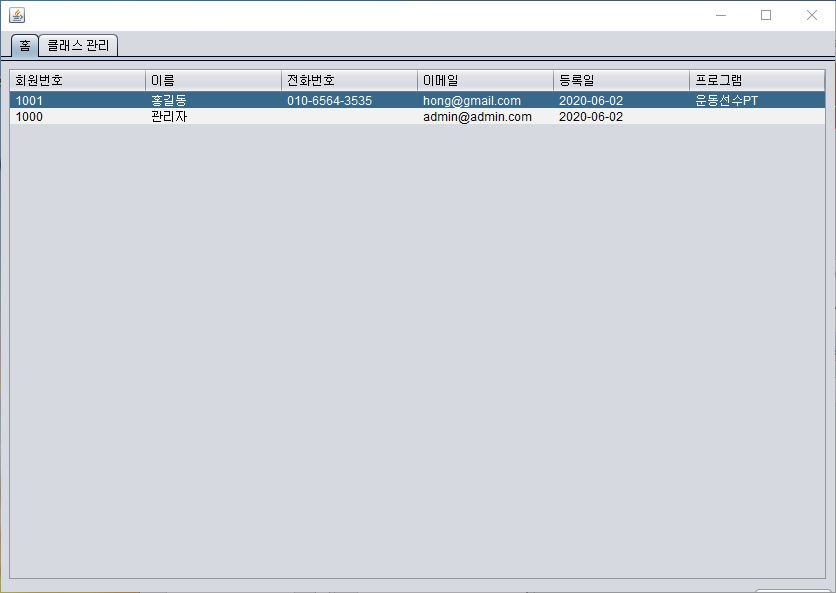 홈 클래스 관리
회원번호 이름 전화번호 이메일 등록일 프로그램
1001 홍길동 010-6564-3535 hong@gmail.com 2020-06-02 운동선수PT
1000 관리자 admin@admin.com 2020-06-02